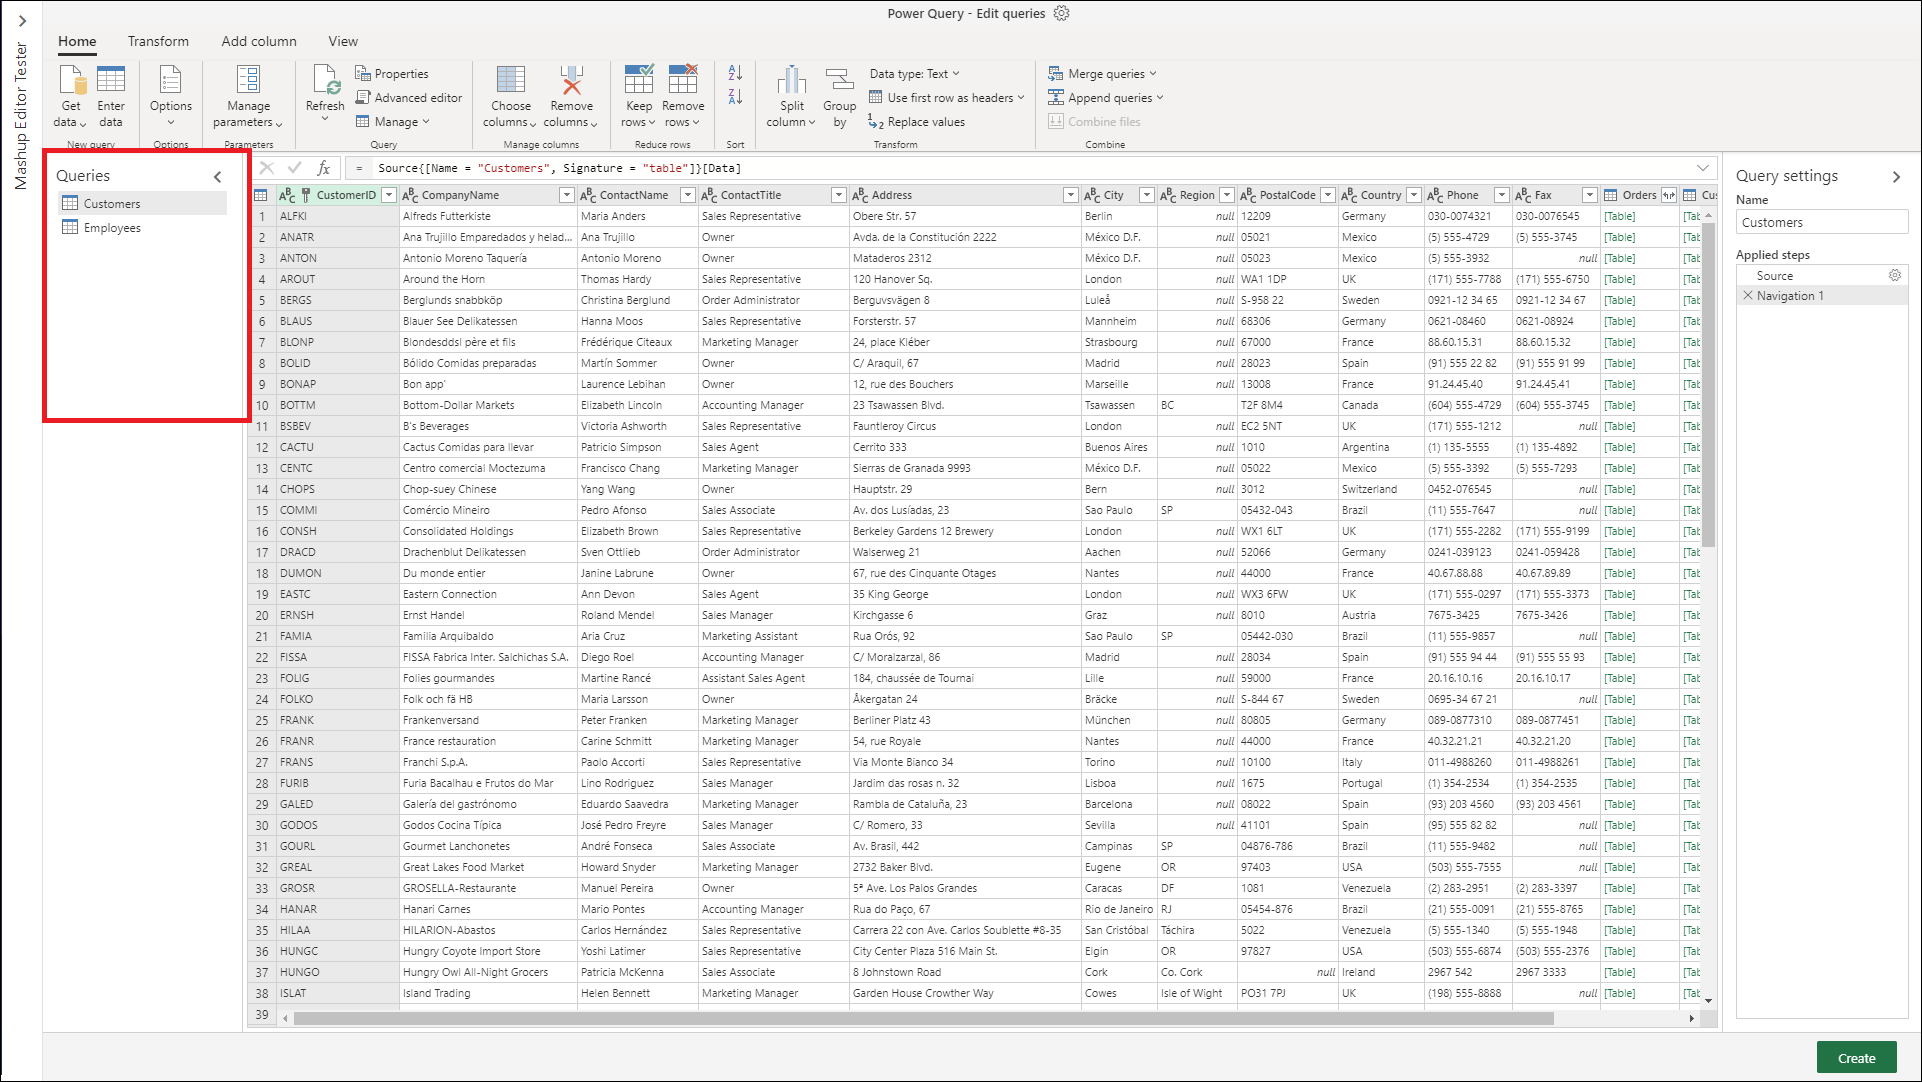 Power Query - Edit queries
Mashup Editor Tester
Home Transform Add column View
Get data Enter data Options Manage parameters Refresh Properties Advanced editor Manage Choose columns Remove columns Keep rows Remove rows Split column Group by Data type: Text Use first row as headers Replace values Merge queries Append queries Combine files
New query Options Parameters Query Manage columns Reduce rows Sort Transform Combine
Queries
Customers
Employees
fx = Source{[Name = "Customers", Signature = "table"]}[Data]
CustomerID CompanyName ContactName ContactTitle Address City Region PostalCode Country Phone Fax Orders
1 ALFKI Alfreds Futterkiste Maria Anders Sales Representative Obere Str. 57 Berlin null 12209 Germany 030-0074321 030-0076545 [Table]
2 ANATR Ana Trujillo Emparedados y helad... Ana Trujillo Owner Avda. de la Constitución 2222 México D.F. null 05021 Mexico (5) 555-4729 (5) 555-3745 [Table]
3 ANTON Antonio Moreno Taquería Antonio Moreno Owner Mataderos 2312 México D.F. null 05023 Mexico (5) 555-3932 null [Table]
4 AROUT Around the Horn Thomas Hardy Sales Representative 120 Hanover Sq. London null WA1 1DP UK (171) 555-7788 (171) 555-6750 [Table]
5 BERGS Berglunds snabbköp Christina Berglund Order Administrator Berguvsvägen 8 Luleå null S-958 22 Sweden 0921-12 34 65 0921-12 34 67 [Table]
6 BLAUS Blauer See Delikatessen Hanna Moos Sales Representative Forsterstr. 57 Mannheim null 68306 Germany 0621-08460 0621-08924 [Table]
7 BLONP Blondesddsl père et fils Frédérique Citeaux Marketing Manager 24, place Kléber Strasbourg null 67000 France 88.60.15.31 88.60.15.32 [Table]
8 BOLID Bólido Comidas preparadas Martín Sommer Owner C/ Araquil, 67 Madrid null 28023 Spain (91) 555 22 82 (91) 555 91 99 [Table]
9 BONAP Bon app' Laurence Lebihan Owner 12, rue des Bouchers Marseille null 13008 France 91.24.45.40 91.24.45.41 [Table]
10 BOTTM Bottom-Dollar Markets Elizabeth Lincoln Accounting Manager 23 Tsawassen Blvd. Tsawassen BC T2F 8M4 Canada (604) 555-4729 (604) 555-3745 [Table]
11 BSBEV B's Beverages Victoria Ashworth Sales Representative Fauntleroy Circus London null EC2 5NT UK (171) 555-1212 null [Table]
12 CACTU Cactus Comidas para llevar Patricio Simpson Sales Agent Cerrito 333 Buenos Aires null 1010 Argentina (1) 135-5555 (1) 135-4892 [Table]
13 CENTC Centro comercial Moctezuma Francisco Chang Marketing Manager Sierras de Granada 9993 México D.F. null 05022 Mexico (5) 555-3392 (5) 555-7293 [Table]
14 CHOPS Chop-suey Chinese Yang Wang Owner Hauptstr. 29 Bern null 3012 Switzerland 0452-076545 null [Table]
15 COMMI Comércio Mineiro Pedro Afonso Sales Associate Av. dos Lusíadas, 23 Sao Paulo SP 05432-043 Brazil (11) 555-7647 null [Table]
16 CONSH Consolidated Holdings Elizabeth Brown Sales Representative Berkeley Gardens 12 Brewery London null WX1 6LT UK (171) 555-2282 (171) 555-9199 [Table]
17 DRACD Drachenblut Delikatessen Sven Ottlieb Order Administrator Walserweg 21 Aachen null 52066 Germany 0241-039123 0241-059428 [Table]
18 DUMON Du monde entier Janine Labrune Owner 67, rue des Cinquante Otages Nantes null 44000 France 40.67.88.88 40.67.89.89 [Table]
19 EASTC Eastern Connection Ann Devon Sales Agent 35 King George London null WX3 6FW UK (171) 555-0297 (171) 555-3373 [Table]
20 ERNSH Ernst Handel Roland Mendel Sales Manager Kirchgasse 6 Graz null 8010 Austria 7675-3425 7675-3426 [Table]
21 FAMIA Familia Arquibaldo Aria Cruz Marketing Assistant Rua Orós, 92 Sao Paulo SP 05442-030 Brazil (11) 555-9857 null [Table]
22 FISSA FISSA Fabrica Inter. Salchichas S.A. Diego Roel Accounting Manager C/ Moralzarzal, 86 Madrid null 28034 Spain (91) 555 94 44 (91) 555 55 93 [Table]
23 FOLIG Folies gourmandes Martine Rancé Assistant Sales Agent 184, chaussée de Tournai Lille null 59000 France 20.16.10.16 20.16.10.17 [Table]
24 FOLKO Folk och fä HB Maria Larsson Owner Åkergatan 24 Bräcke null S-844 67 Sweden 0695-34 67 21 null [Table]
25 FRANK Frankenversand Peter Franken Marketing Manager Berliner Platz 43 München null 80805 Germany 089-0877310 089-0877451 [Table]
26 FRANR France restauration Carine Schmitt Marketing Manager 54, rue Royale Nantes null 44000 France 40.32.21.21 40.32.21.20 [Table]
27 FRANS Franchi S.p.A. Paolo Accorti Sales Representative Via Monte Bianco 34 Torino null 10100 Italy 011-4988260 011-4988261 [Table]
28 FURIB Furia Bacalhau e Frutos do Mar Lino Rodriguez Sales Manager Jardim das rosas n. 32 Lisboa null 1675 Portugal (1) 354-2534 (1) 354-2535 [Table]
29 GALED Galería del gastrónomo Eduardo Saavedra Marketing Manager Rambla de Cataluña, 23 Barcelona null 08022 Spain (93) 203 4560 (93) 203 4561 [Table]
30 GODOS Godos Cocina Típica José Pedro Freyre Sales Manager C/ Romero, 33 Sevilla null 41101 Spain (95) 555 82 82 null [Table]
31 GOURL Gourmet Lanchonetes André Fonseca Sales Associate Av. Brasil, 442 Campinas SP 04876-786 Brazil (11) 555-9482 null [Table]
32 GREAL Great Lakes Food Market Howard Snyder Marketing Manager 2732 Baker Blvd. Eugene OR 97403 USA (503) 555-7555 null [Table]
33 GROSR GROSELLA-Restaurante Manuel Pereira Owner 5ª Ave. Los Palos Grandes Caracas DF 1081 Venezuela (2) 283-2951 (2) 283-3397 [Table]
34 HANAR Hanari Carnes Mario Pontes Accounting Manager Rua do Paço, 67 Rio de Janeiro RJ 05454-876 Brazil (21) 555-0091 (21) 555-8765 [Table]
35 HILAA HILARION-Abastos Carlos Hernández Sales Representative Carrera 22 con Ave. Carlos Soublette #8-35 San Cristóbal Táchira 5022 Venezuela (5) 555-1340 (5) 555-1948 [Table]
36 HUNGC Hungry Coyote Import Store Yoshi Latimer Sales Representative City Center Plaza 516 Main St. Elgin OR 97827 USA (503) 555-6874 (503) 555-2376 [Table]
37 HUNGO Hungry Owl All-Night Grocers Patricia McKenna Sales Associate 8 Johnstown Road Cork Co. Cork null Ireland 2967 542 2967 3333 [Table]
38 ISLAT Island Trading Helen Bennett Marketing Manager Garden House Crowther Way Cowes Isle of Wight PO31 7PJ UK (198) 555-8888 null [Table]
39
Query settings
Name
Customers
Applied steps
Source
Navigation 1
Create